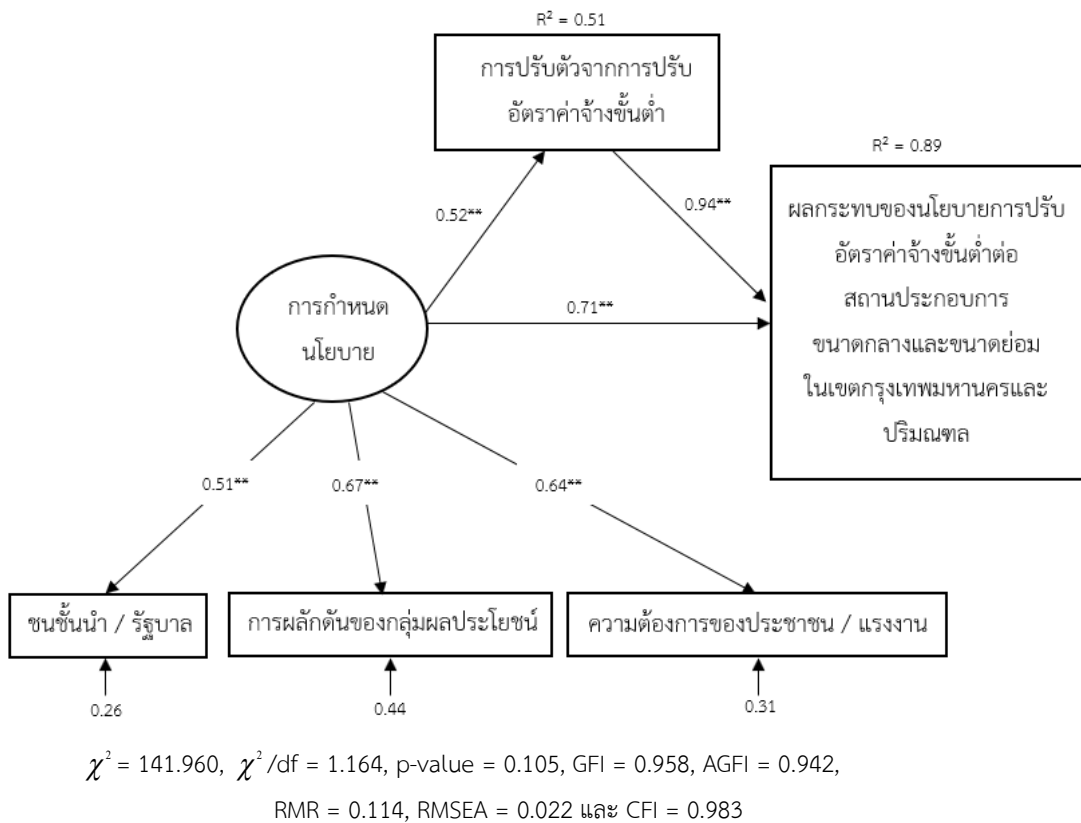 R² = 0.51
การปรับตัวจากการปรับ
อัตราค่าจ้างขั้นต่ำ
R² = 0.89
ผลกระทบของนโยบายการปรับ
อัตราค่าจ้างขั้นต่ำต่อ
สถานประกอบการ
ขนาดกลางและขนาดย่อม
ในเขตกรุงเทพมหานครและ
ปริมณฑล
0.52**
0.94**
การกำหนด
นโยบาย
0.71**
0.51**
0.67**
0.64**
ชนชั้นนำ / รัฐบาล
การผลักดันของกลุ่มผลประโยชน์
ความต้องการของประชาชน / แรงงาน
0.26
0.44
0.31
χ² = 141.960, χ²/df = 1.164, p-value = 0.105, GFI = 0.958, AGFI = 0.942,
RMR = 0.114, RMSEA = 0.022 และ CFI = 0.983